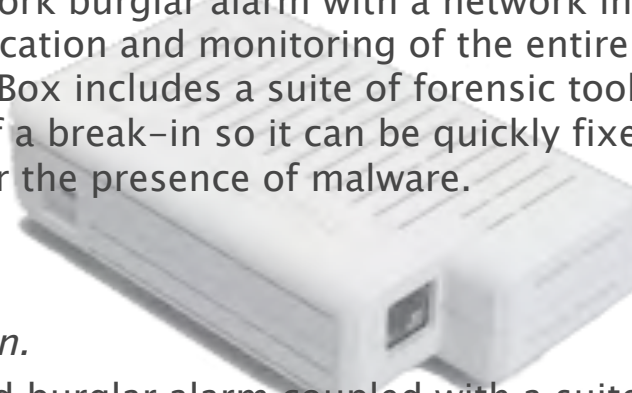 ork burglar alarm with a network in
cation and monitoring of the entire
Box includes a suite of forensic tool
f a break-in so it can be quickly fixe
r the presence of malware.
n.
d burglar alarm coupled with a suite